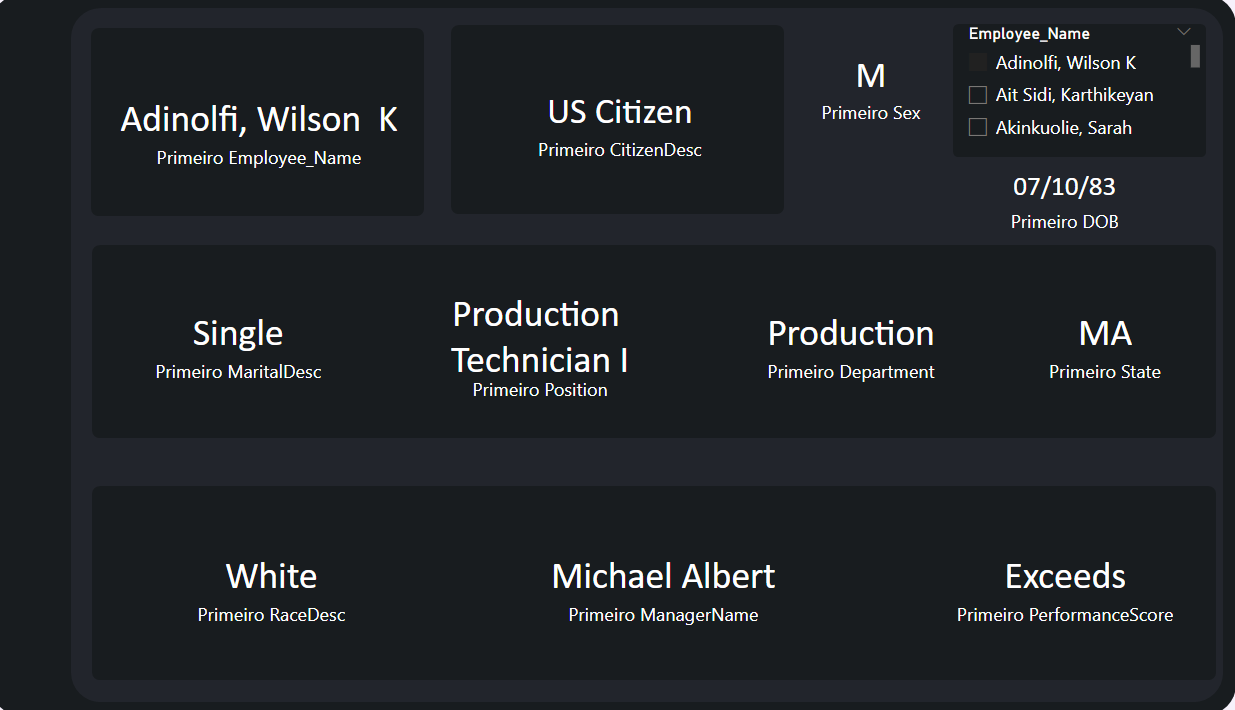 Adinolfi, Wilson  K
Primeiro Employee_Name
US Citizen
Primeiro CitizenDesc
M
Primeiro Sex
Employee_Name
Adinolfi, Wilson K
Ait Sidi, Karthikeyan
Akinkuolie, Sarah
07/10/83
Primeiro DOB
Single
Primeiro MaritalDesc
Production
Technician I
Primeiro Position
Production
Primeiro Department
MA
Primeiro State
White
Primeiro RaceDesc
Michael Albert
Primeiro ManagerName
Exceeds
Primeiro PerformanceScore